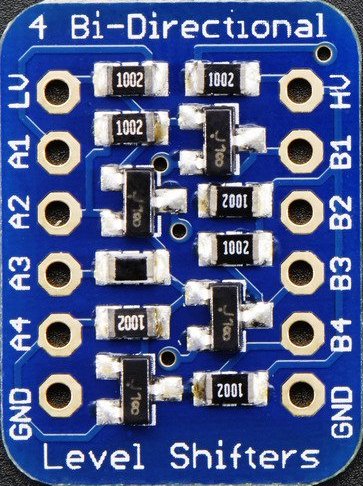 4 Bi-Directional
LV
1002
1002
HV
A1
1002
B1
A2
1002
B2
A3
B3
A4
1002
B4
GND
1002
GND
Level Shifters